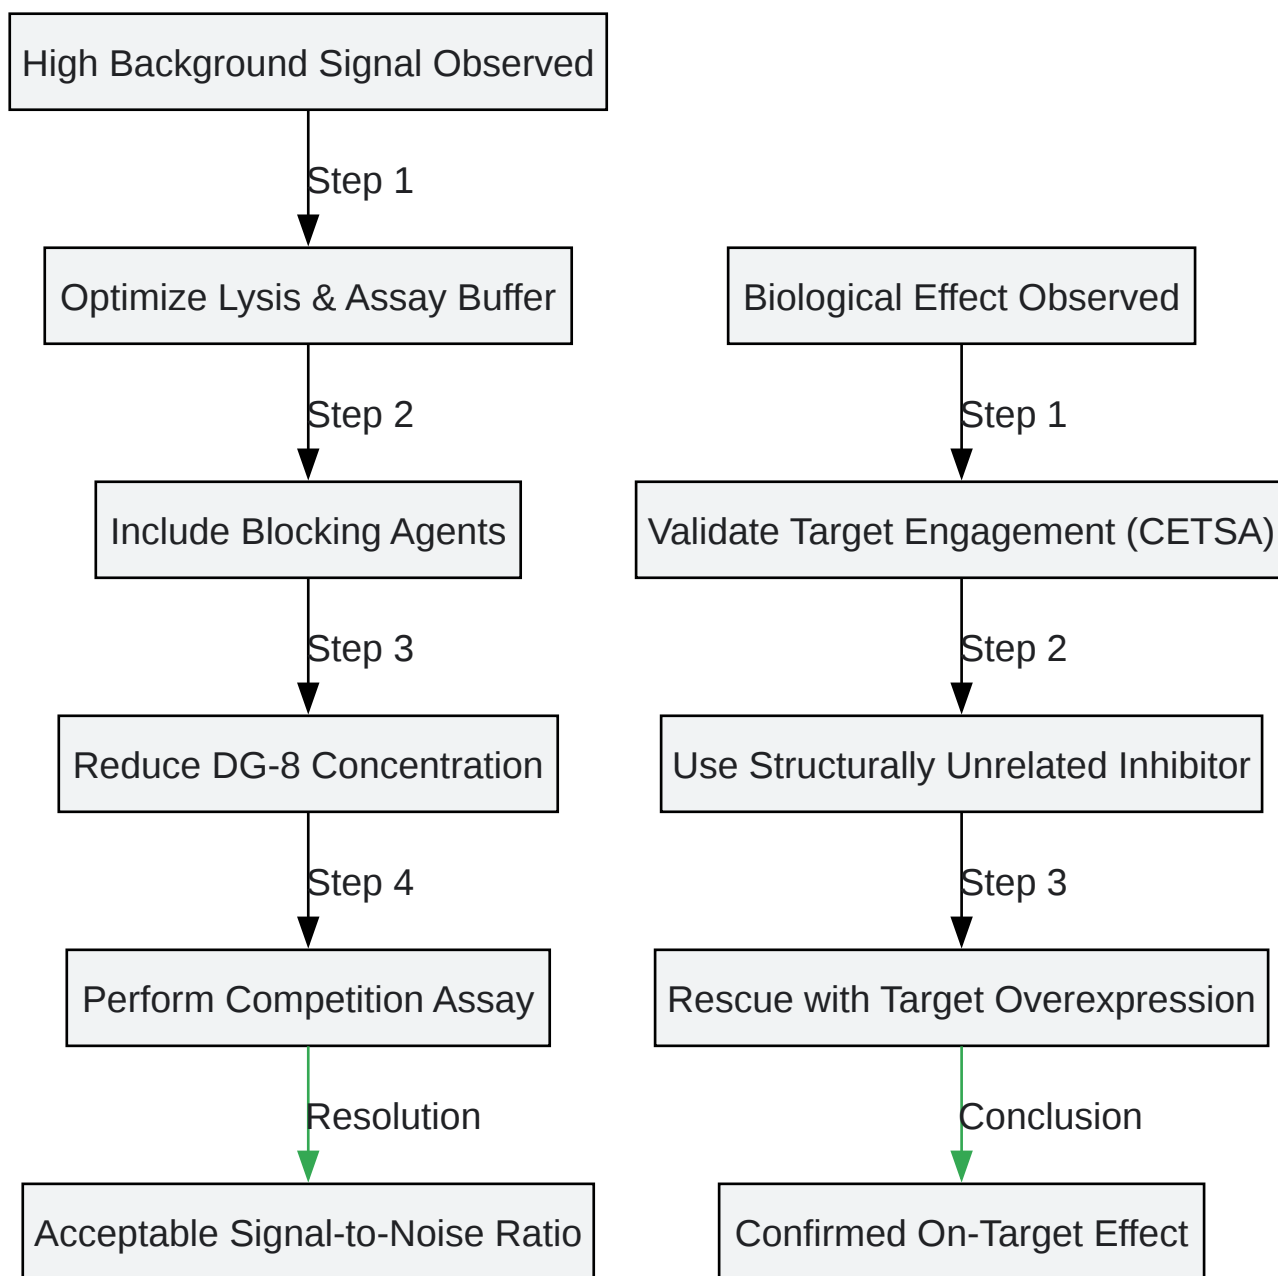 High Background Signal Observed
Step 1
Optimize Lysis & Assay Buffer
Step 2
Include Blocking Agents
Step 3
Reduce DG-8 Concentration
Step 4
Perform Competition Assay
Resolution
Acceptable Signal-to-Noise Ratio
Biological Effect Observed
Step 1
Validate Target Engagement (CETSA)
Step 2
Use Structurally Unrelated Inhibitor
Step 3
Rescue with Target Overexpression
Conclusion
Confirmed On-Target Effect